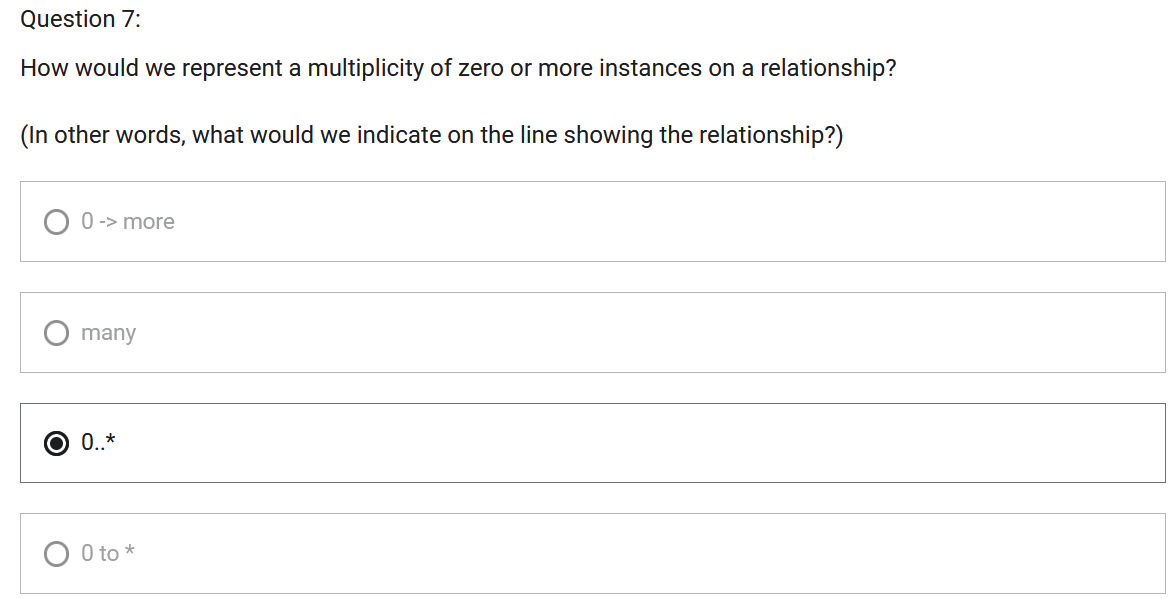 Question 7:
How would we represent a multiplicity of zero or more instances on a relationship?
(In other words, what would we indicate on the line showing the relationship?)
0 -> more
many
0..*
0 to *